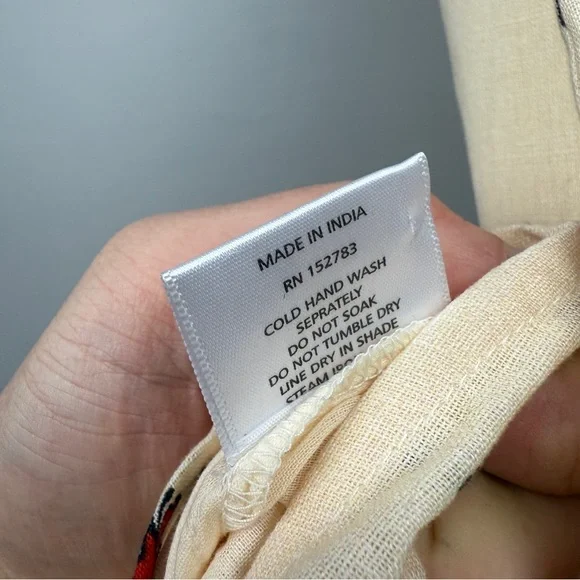 MADE IN INDIA
RN 152783
COLD HAND WASH
SEPRATELY
DO NOT SOAK
DO NOT TUMBLE DRY
LINE DRY IN SHADE
STEAM